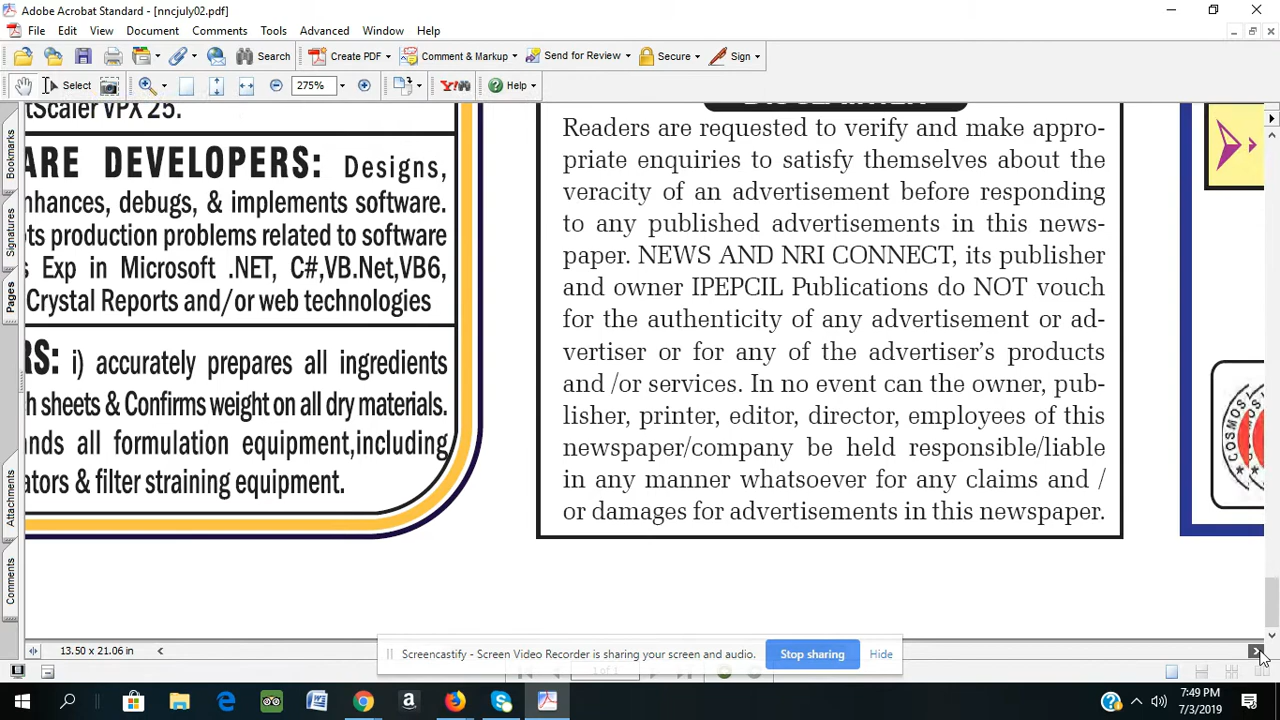 Adobe Acrobat Standard - [nncjuly02.pdf]
File Edit View Document Comments Tools Advanced Window Help
Search Create PDF Comment & Markup Send for Review Secure Sign
Select 275% Y! Help
Bookmarks
Signatures
Pages
Attachments
Comments
tScaler VPX 25.
ARE DEVELOPERS: Designs,
nhances, debugs, & implements software.
ts production problems related to software
s Exp in Microsoft .NET, C#,VB.Net,VB6,
Crystal Reports and/or web technologies
RS: i) accurately prepares all ingredients
h sheets & Confirms weight on all dry materials.
ands all formulation equipment,including
ators & filter straining equipment.
DISCLAIMER
Readers are requested to verify and make appro-
priate enquiries to satisfy themselves about the
veracity of an advertisement before responding
to any published advertisements in this news-
paper. NEWS AND NRI CONNECT, its publisher
and owner IPEPCIL Publications do NOT vouch
for the authenticity of any advertisement or ad-
vertiser or for any of the advertiser's products
and /or services. In no event can the owner, pub-
lisher, printer, editor, director, employees of this
newspaper/company be held responsible/liable
in any manner whatsoever for any claims and /
or damages for advertisements in this newspaper.
COSMOS
13.50 x 21.06 in
Screencastify - Screen Video Recorder is sharing your screen and audio. Stop sharing Hide
1 of 1
7:49 PM
7/3/2019